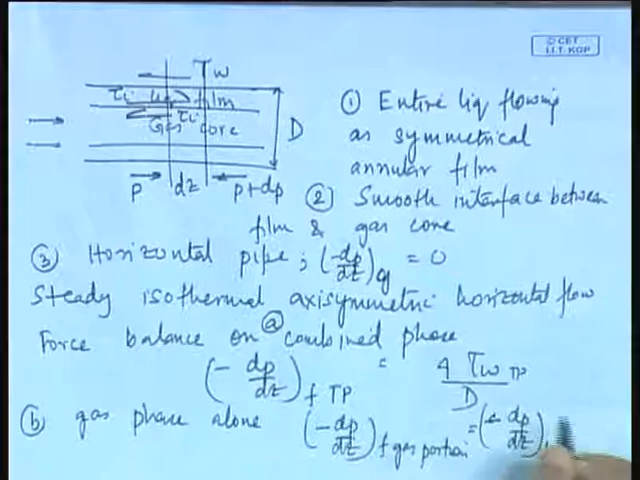 © CET
I.I.T. KGP
τw
τi liq film
τi
Gas core
D
P dz p+dp
① Entire liq flowing
as symmetrical
annular film
② Smooth interface between
film & gas core
③ Horizontal pipe ; (-dp/dz)g = 0
Steady isothermal axisymmetric horizontal flow
Force balance on ⓐ combined phase
(- dp/dz) f TP = 4 τw TP / D
ⓑ gas phase alone (-dp/dz) f gas portion = (- dp/dz)